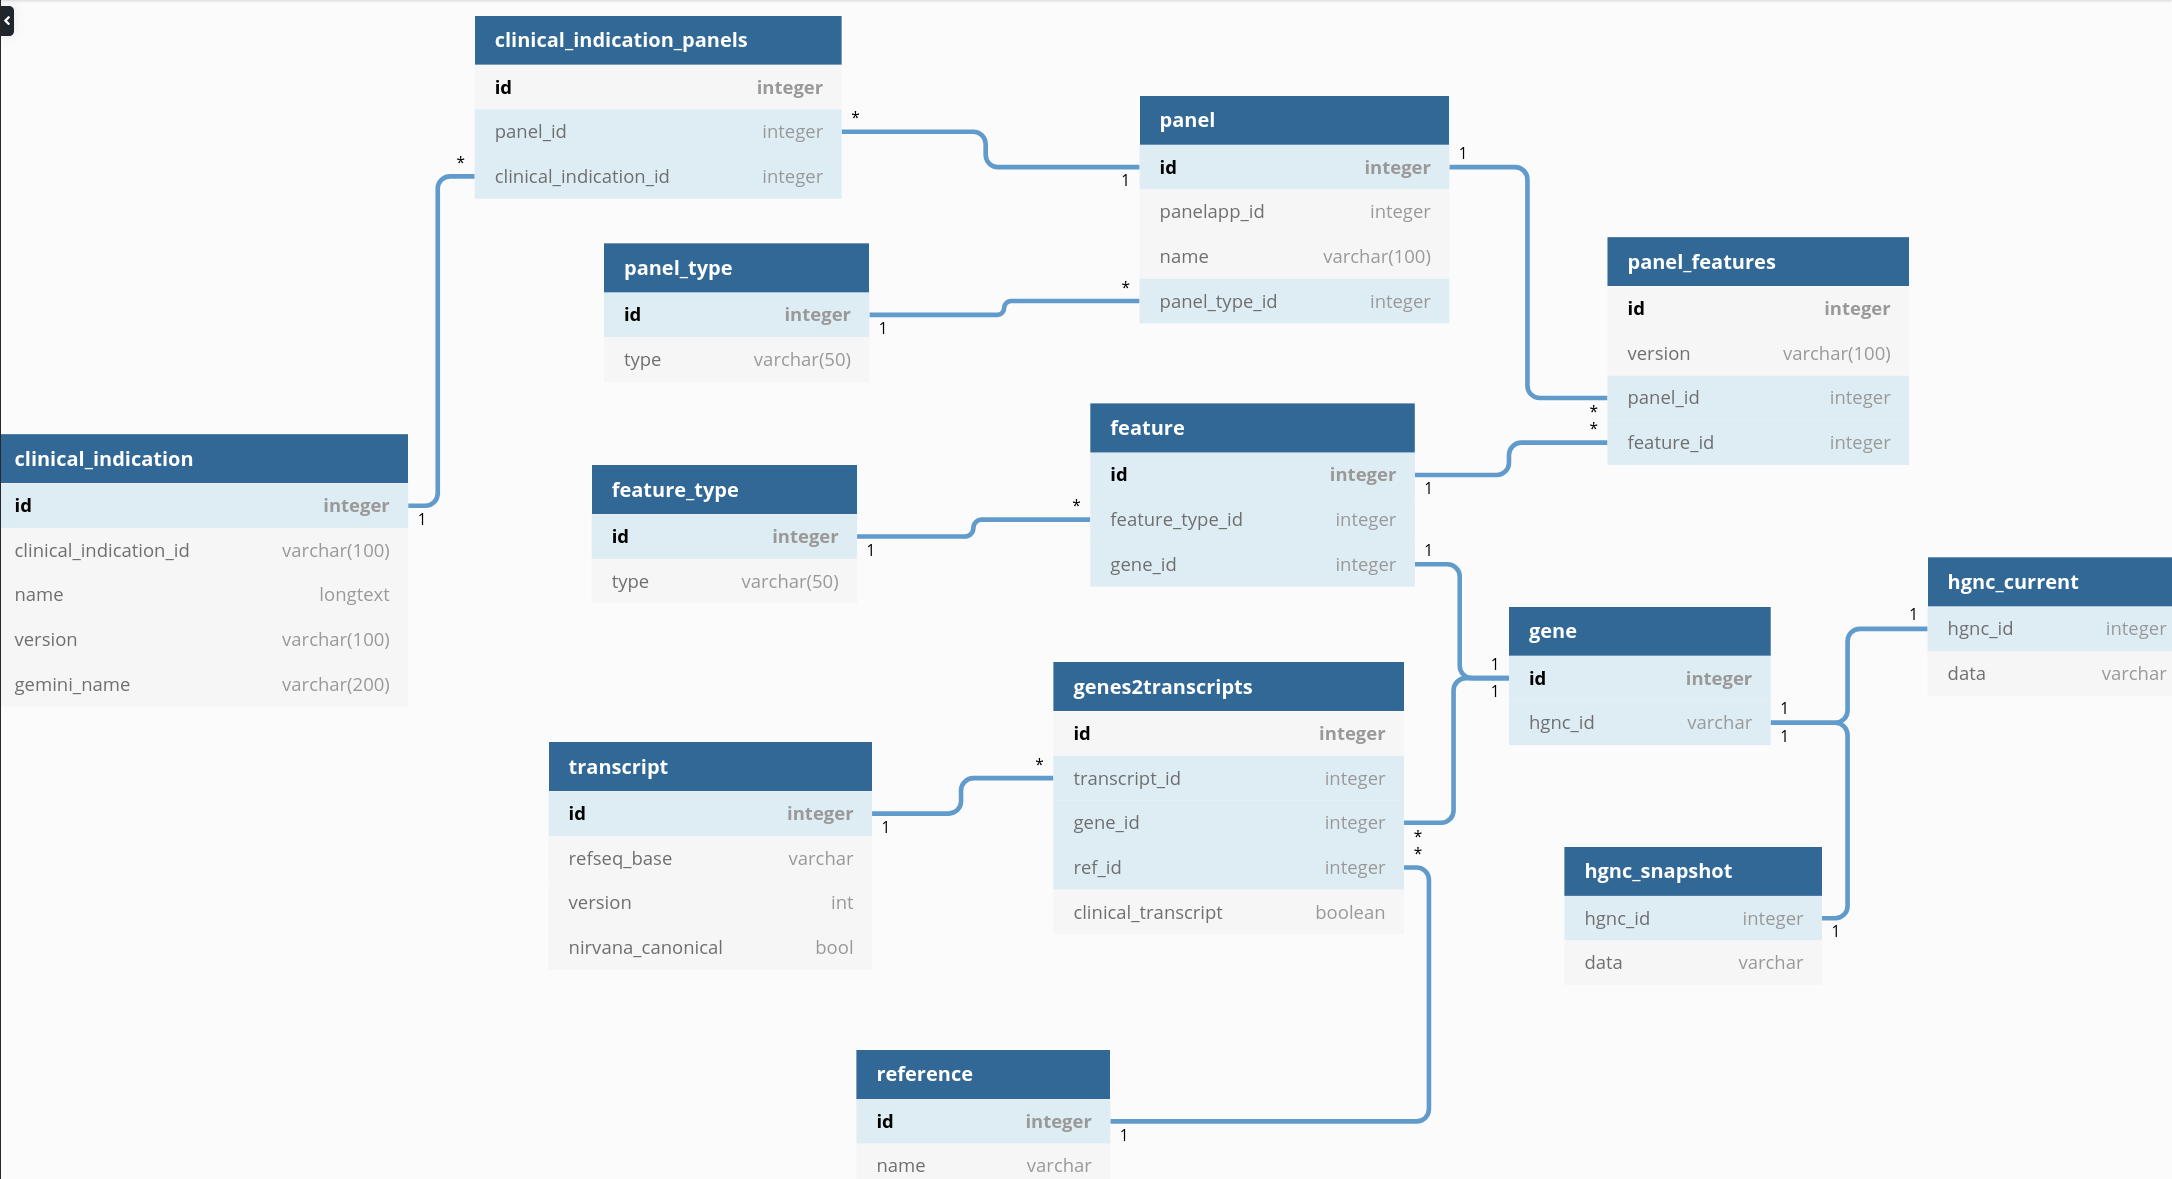 clinical_indication_panels
id integer
panel_id integer
clinical_indication_id integer
*
*
panel
id integer
panelapp_id integer
name varchar(100)
panel_type_id integer
1
1
*
panel_type
id integer
type varchar(50)
1
panel_features
id integer
version varchar(100)
panel_id integer
feature_id integer
*
*
clinical_indication
id integer
clinical_indication_id varchar(100)
name longtext
version varchar(100)
gemini_name varchar(200)
1
feature_type
id integer
type varchar(50)
1
feature
id integer
feature_type_id integer
gene_id integer
*
1
1
gene
id integer
hgnc_id varchar
1
1
1
1
hgnc_current
hgnc_id integer
data varchar
1
genes2transcripts
id integer
transcript_id integer
gene_id integer
ref_id integer
clinical_transcript boolean
*
*
*
transcript
id integer
refseq_base varchar
version int
nirvana_canonical bool
1
hgnc_snapshot
hgnc_id integer
data varchar
1
reference
id integer
name varchar
1